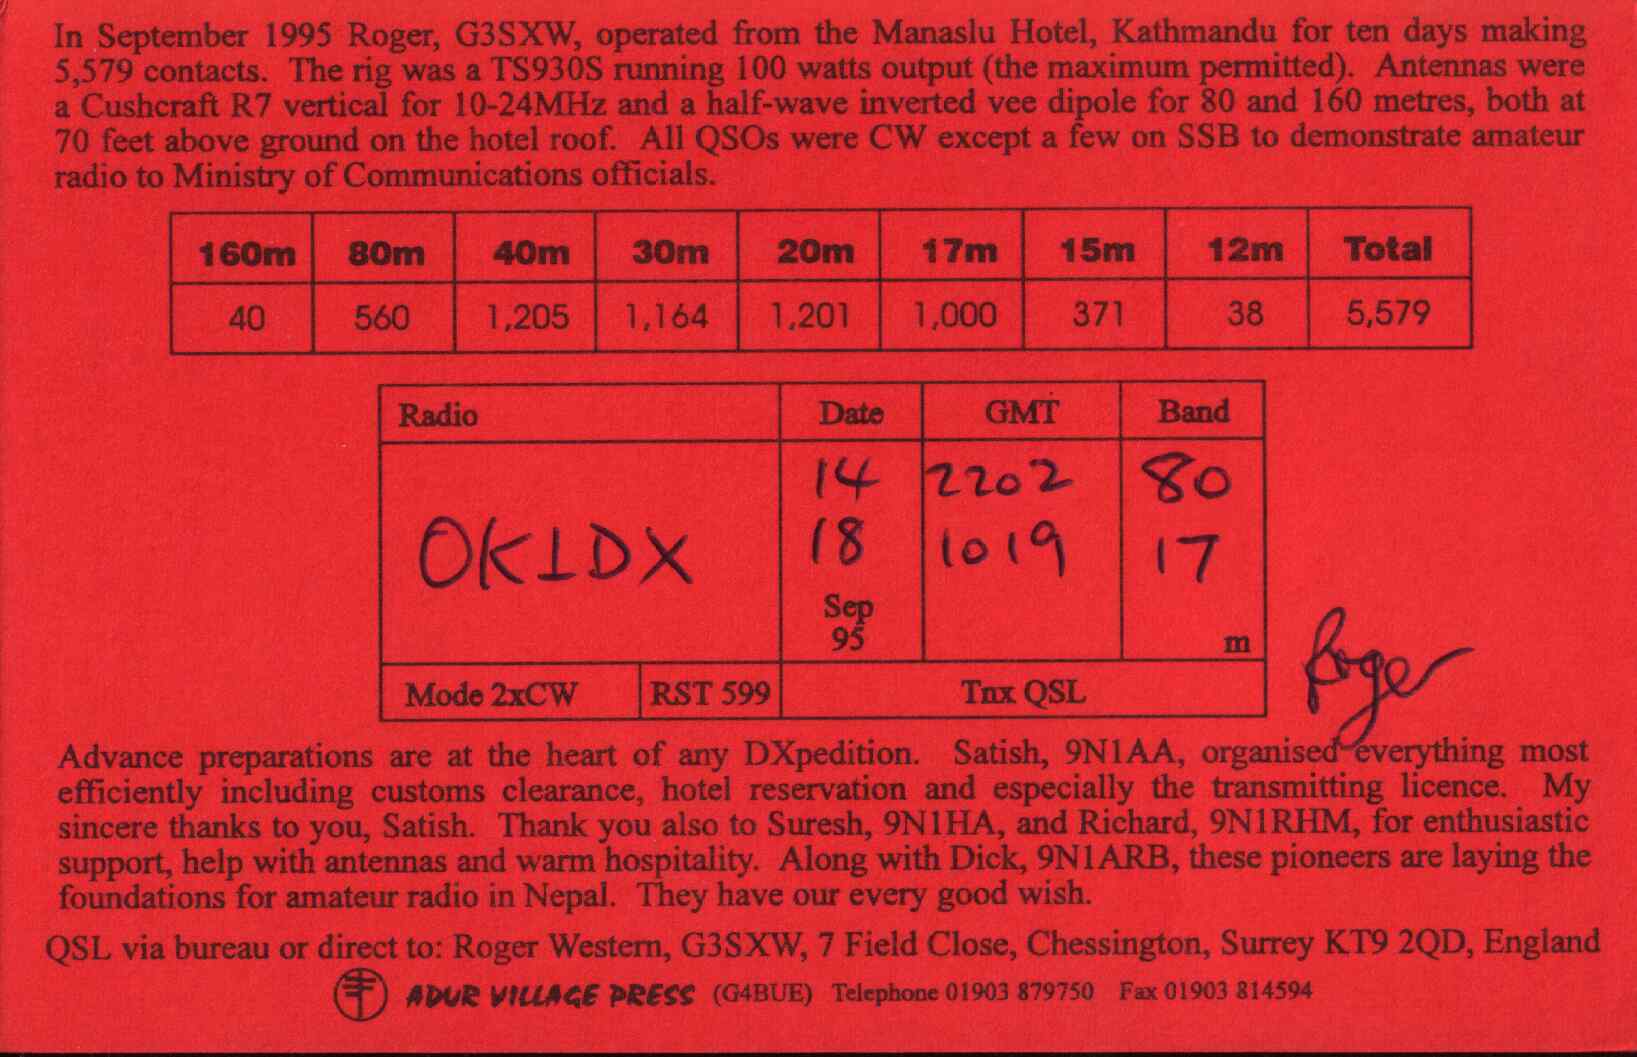 In September 1995 Roger, G3SXW, operated from the Manaslu Hotel, Kathmandu for ten days making
5,579 contacts. The rig was a TS930S running 100 watts output (the maximum permitted). Antennas were
a Cushcraft R7 vertical for 10-24MHz and a half-wave inverted vee dipole for 80 and 160 metres, both at
70 feet above ground on the hotel roof. All QSOs were CW except a few on SSB to demonstrate amateur
radio to Ministry of Communications officials.
160m 80m 40m 30m 20m 17m 15m 12m Total
40 560 1,205 1,164 1,201 1,000 371 38 5,579
Radio Date GMT Band
14 2202 80
OK1DX 18 1019 17
Sep
95 m
Roger
Mode 2xCW RST 599 Tnx QSL
Advance preparations are at the heart of any DXpedition. Satish, 9N1AA, organised everything most
efficiently including customs clearance, hotel reservation and especially the transmitting licence. My
sincere thanks to you, Satish. Thank you also to Suresh, 9N1HA, and Richard, 9N1RHM, for enthusiastic
support, help with antennas and warm hospitality. Along with Dick, 9N1ARB, these pioneers are laying the
foundations for amateur radio in Nepal. They have our every good wish.
QSL via bureau or direct to: Roger Western, G3SXW, 7 Field Close, Chessington, Surrey KT9 2QD, England
ADUR VILLAGE PRESS (G4BUE) Telephone 01903 879750 Fax 01903 814594